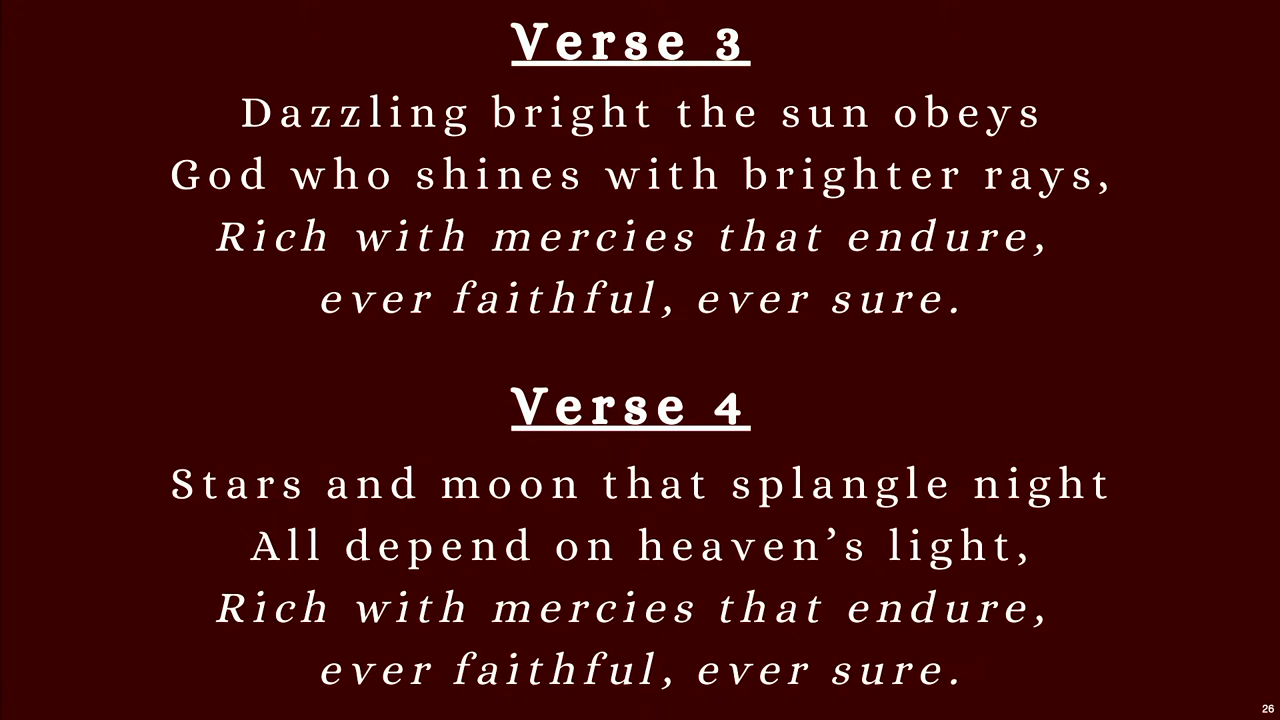 Verse 3
Dazzling bright the sun obeys
God who shines with brighter rays,
Rich with mercies that endure,
ever faithful, ever sure.
Verse 4
Stars and moon that splangle night
All depend on heaven’s light,
Rich with mercies that endure,
ever faithful, ever sure.
26